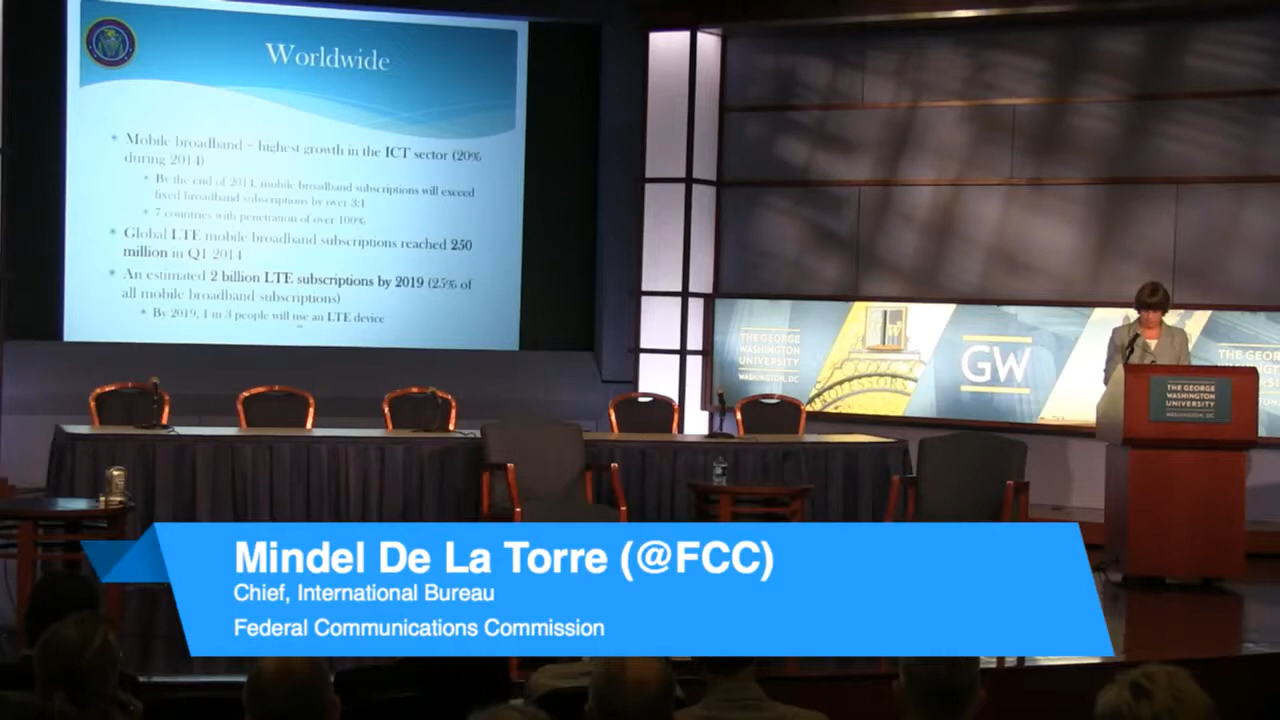 Worldwide
* Mobile broadband – highest growth in the ICT sector (20%
during 2014)
* By the end of 2014, mobile broadband subscriptions will exceed
fixed broadband subscriptions by over 3:1
* 7 countries with penetration of over 100%
* Global LTE mobile broadband subscriptions reached 250
million in Q1 2014
* An estimated 2 billion LTE subscriptions by 2019 (25% of
all mobile broadband subscriptions)
* By 2019, 1 in 3 people will use an LTE device
THE GEORGE
WASHINGTON
UNIVERSITY
WASHINGTON, DC
PROFESSORS
GW
THE GEORGE
THE GEORGE
WASHINGTON
UNIVERSITY
WASHINGTON, DC
Mindel De La Torre (@FCC)
Chief, International Bureau
Federal Communications Commission